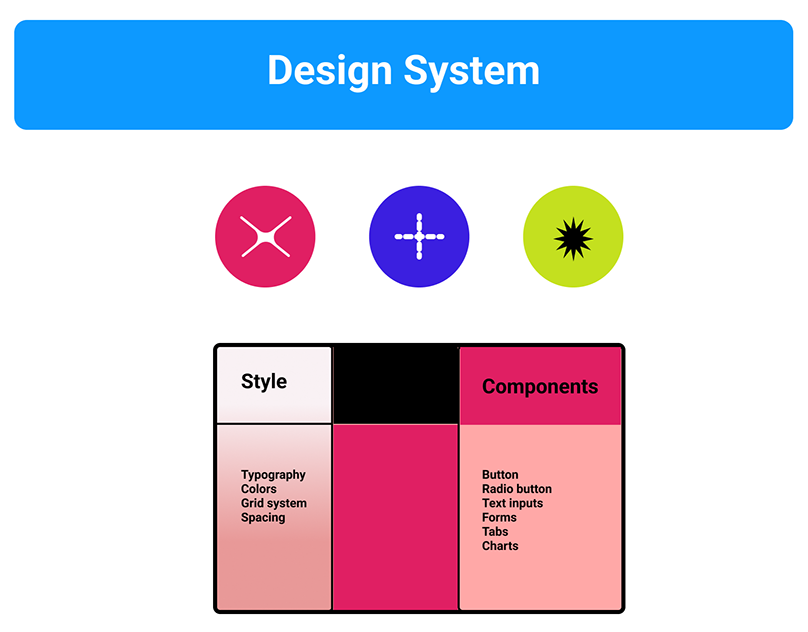 Design System
Style
Components
Typography
Colors
Grid system
Spacing
Button
Radio button
Text inputs
Forms
Tabs
Charts